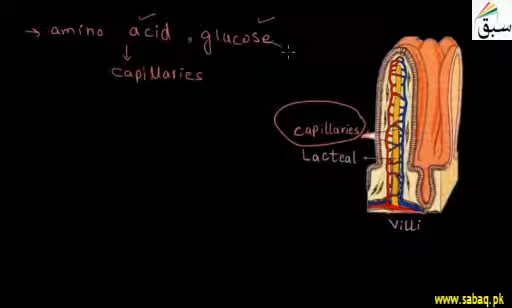 سبق
→ amino acid, glucose
↓
capillaries
capillaries
Lacteal
Villi
www.sabaq.pk